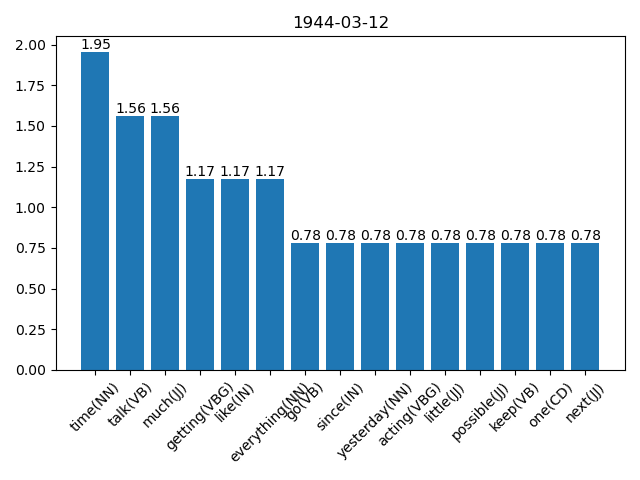 1944-03-12
2.00
1.75
1.50
1.25
1.00
0.75
0.50
0.25
0.00
1.95
1.56 1.56
1.17 1.17 1.17
0.78 0.78 0.78 0.78 0.78 0.78 0.78 0.78 0.78
time(NN)
talk(VB)
much(JJ)
getting(VBG)
like(IN)
everything(NN)
go(VB)
since(IN)
yesterday(NN)
acting(VBG)
little(JJ)
possible(JJ)
keep(VB)
one(CD)
next(JJ)